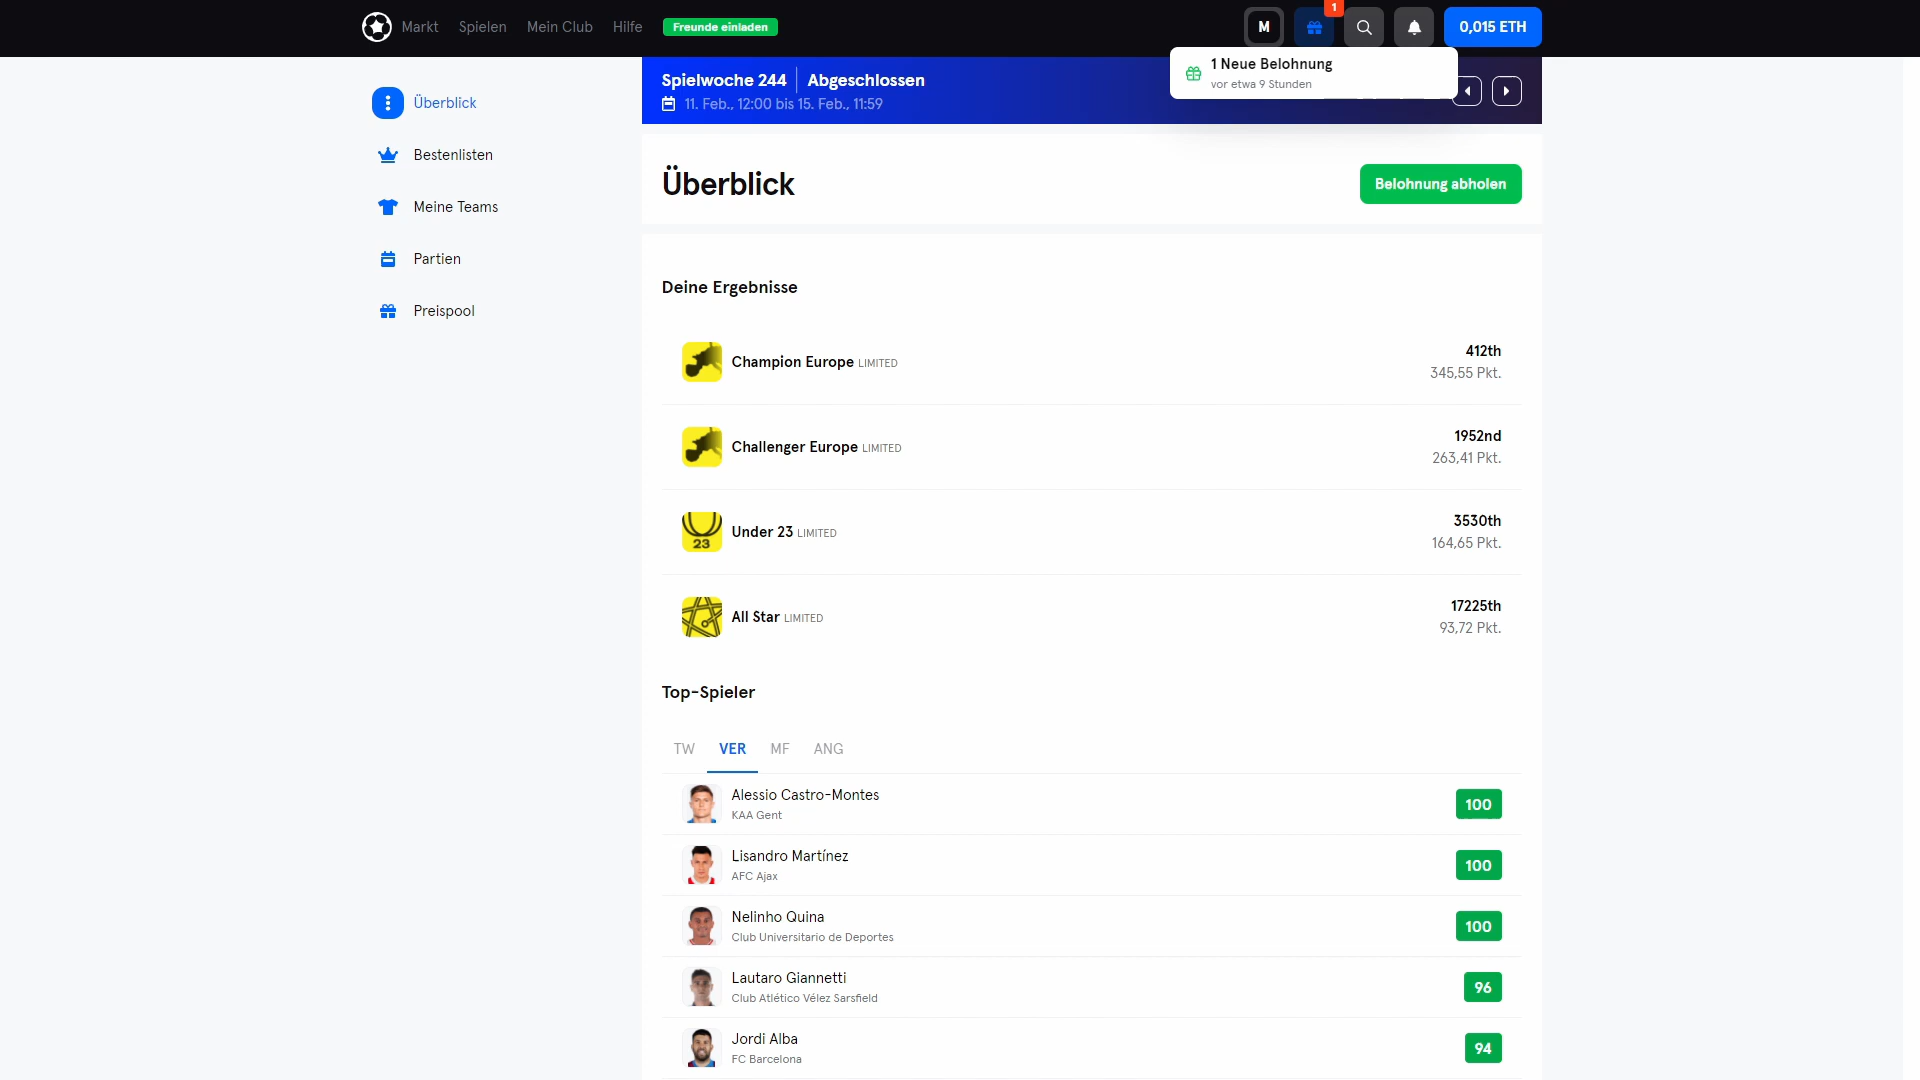 Markt Spielen Mein Club Hilfe Freunde einladen M 1 0,015 ETH
1 Neue Belohnung
vor etwa 9 Stunden
Spielwoche 244 Abgeschlossen
11. Feb., 12:00 bis 15. Feb., 11:59
Überblick
Bestenlisten
Meine Teams
Partien
Preispool
Überblick
Belohnung abholen
Deine Ergebnisse
Champion Europe LIMITED
412th
345,55 Pkt.
Challenger Europe LIMITED
1952nd
263,41 Pkt.
23
Under 23 LIMITED
3530th
164,65 Pkt.
All Star LIMITED
17225th
93,72 Pkt.
Top-Spieler
TW VER MF ANG
Alessio Castro-Montes
KAA Gent
100
Lisandro Martínez
AFC Ajax
100
Nelinho Quina
Club Universitario de Deportes
100
Lautaro Giannetti
Club Atlético Vélez Sarsfield
96
Jordi Alba
FC Barcelona
94